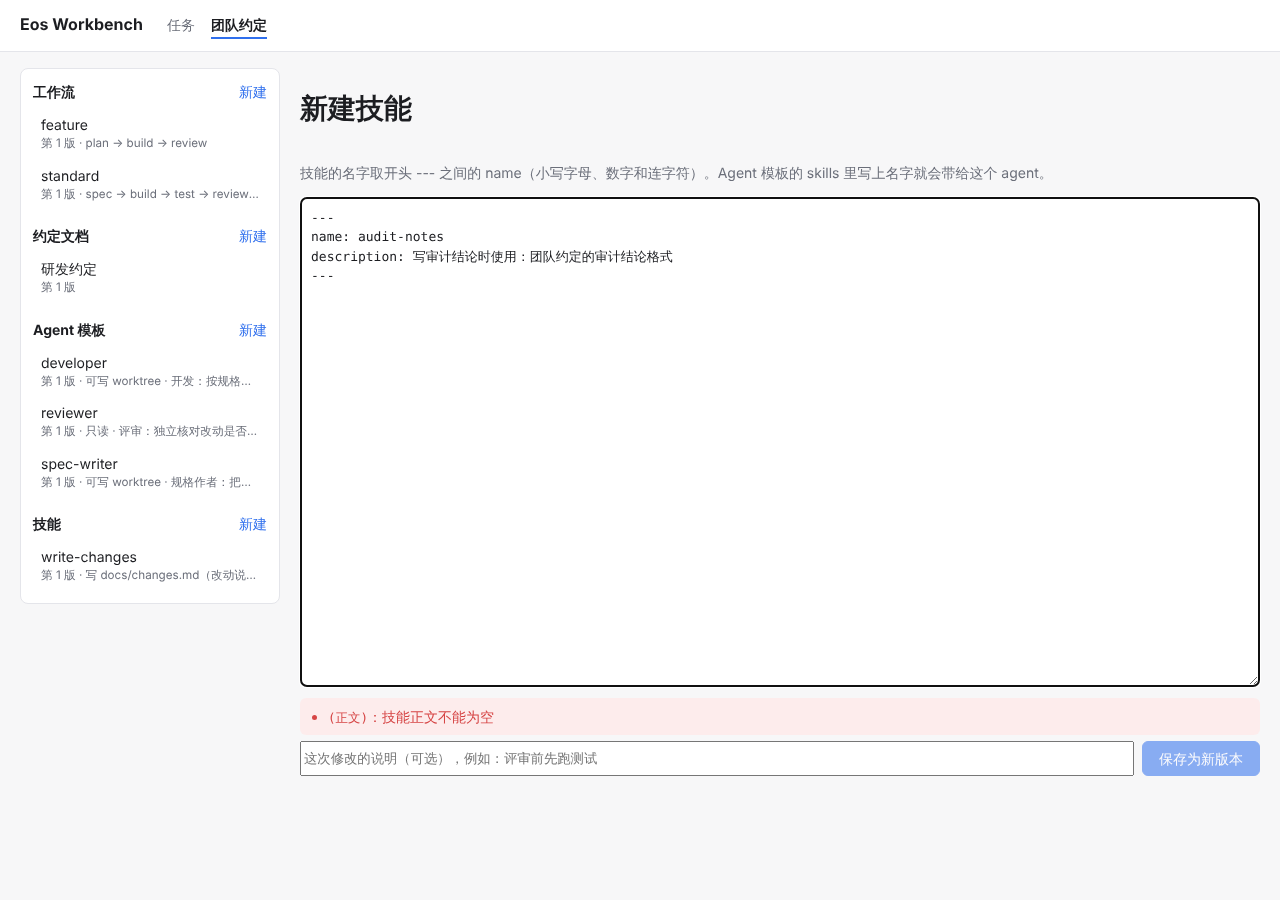 Eos Workbench 任务 团队约定
工作流 新建
feature
第 1 版 · plan → build → review
standard
第 1 版 · spec → build → test → review…
约定文档 新建
研发约定
第 1 版
Agent 模板 新建
developer
第 1 版 · 可写 worktree · 开发：按规格…
reviewer
第 1 版 · 只读 · 评审：独立核对改动是否…
spec-writer
第 1 版 · 可写 worktree · 规格作者：把…
技能 新建
write-changes
第 1 版 · 写 docs/changes.md（改动说…
新建技能
技能的名字取开头 --- 之间的 name（小写字母、数字和连字符）。Agent 模板的 skills 里写上名字就会带给这个 agent。
---
name: audit-notes
description: 写审计结论时使用：团队约定的审计结论格式
---
• (正文)：技能正文不能为空
这次修改的说明（可选），例如：评审前先跑测试 保存为新版本